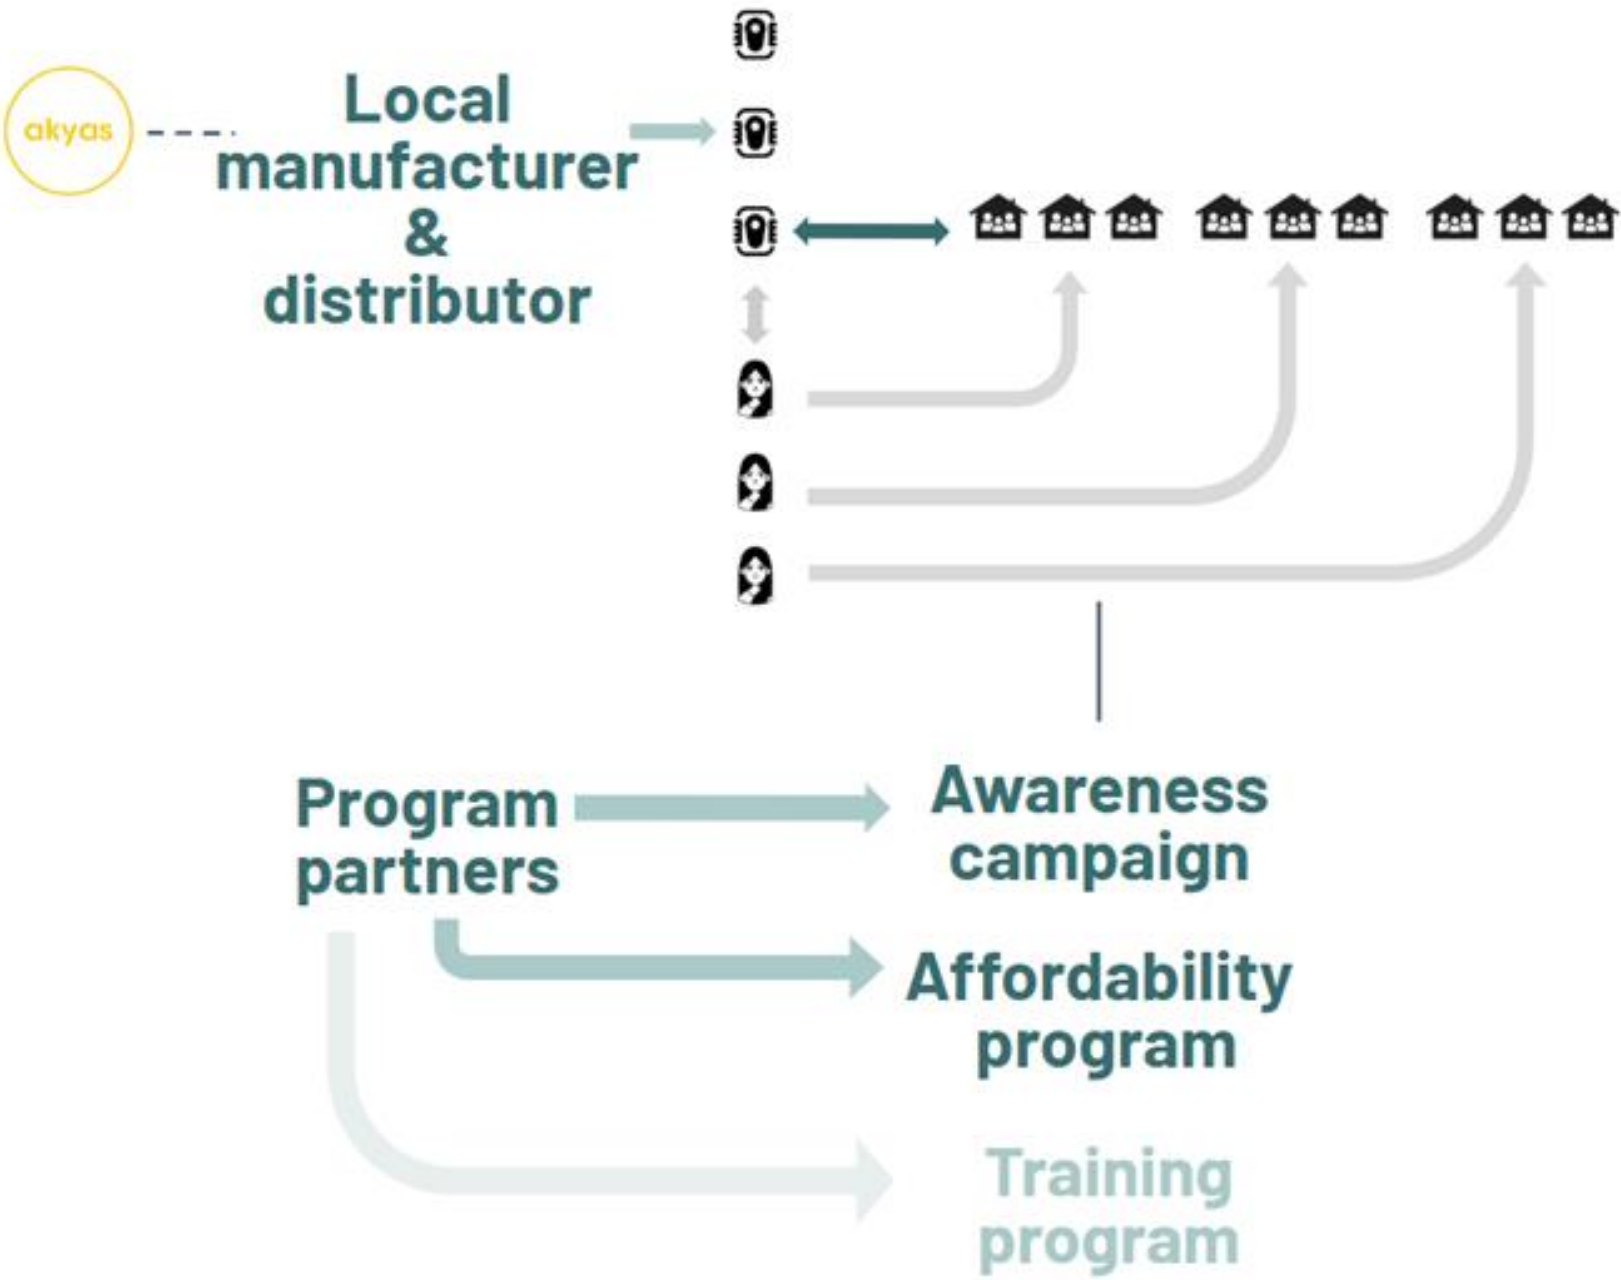 akyas
Local
manufacturer
&
distributor
Program
partners
Awareness
campaign
Affordability
program
Training
program